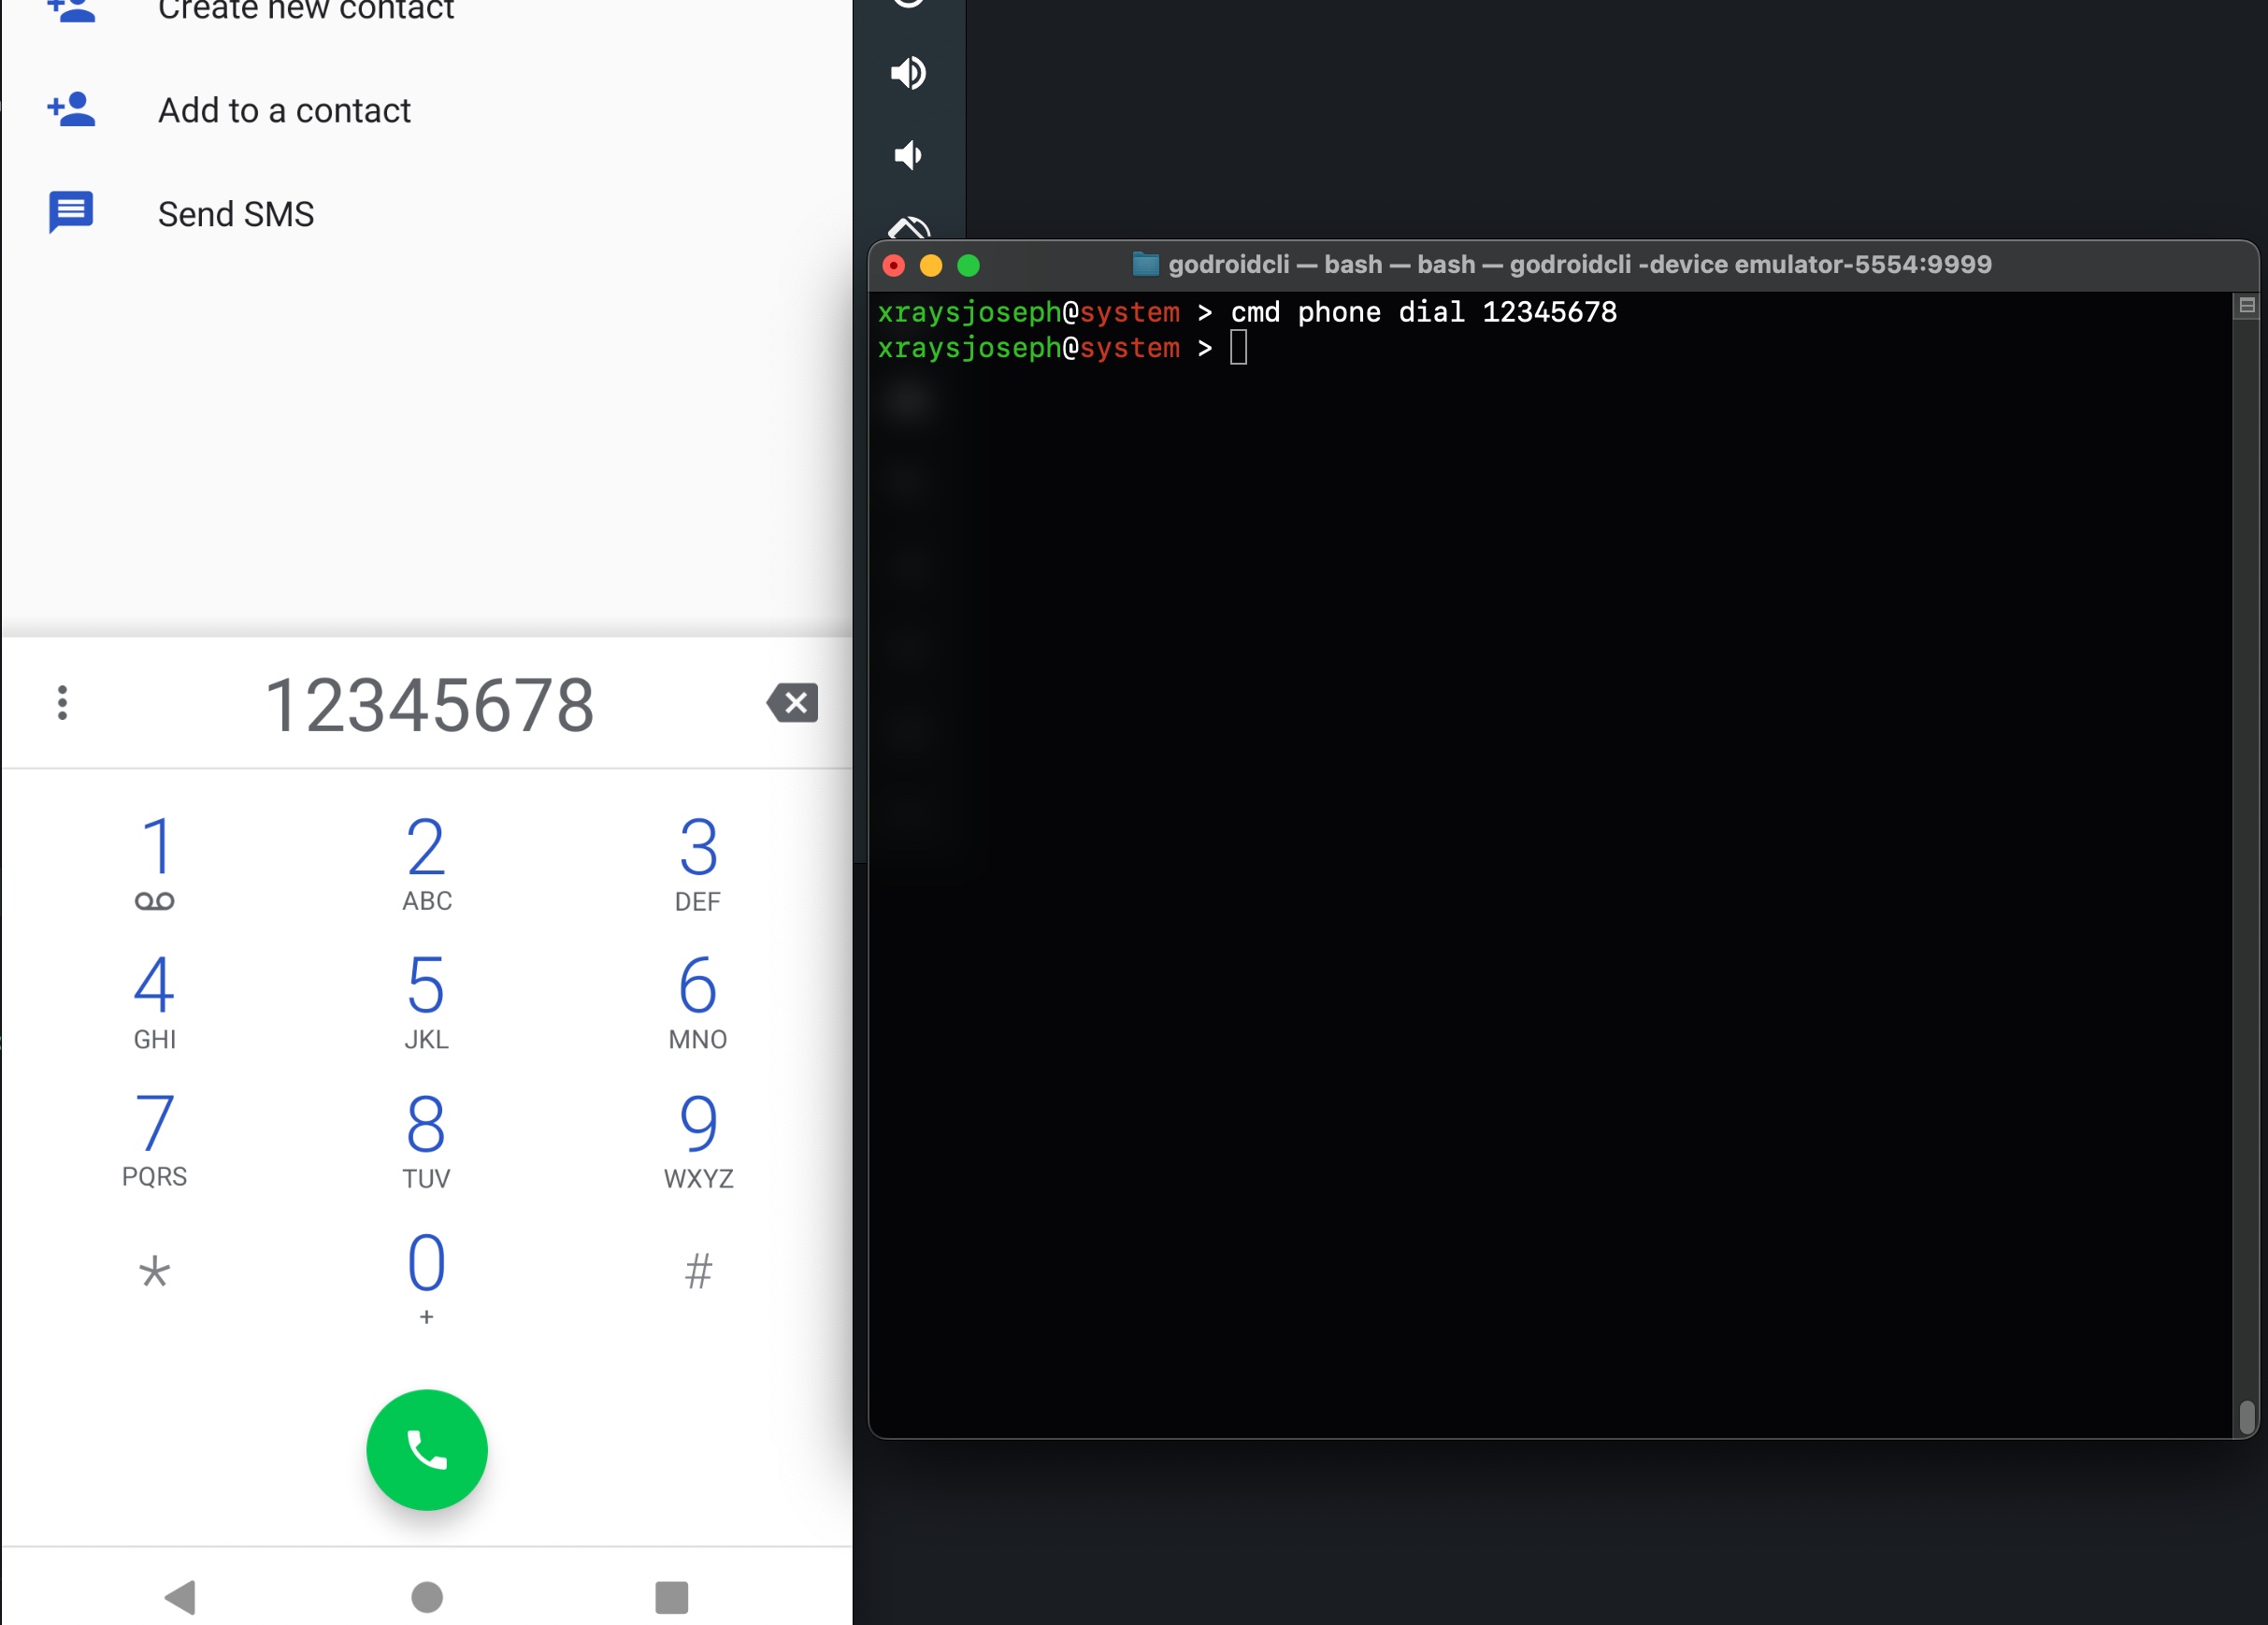 Create new contact
Add to a contact
Send SMS
12345678
1
2
ABC
3
DEF
4
GHI
5
JKL
6
MNO
7
PQRS
8
TUV
9
WXYZ
*
0
+
#
godroidcli — bash — bash — godroidcli -device emulator-5554:9999
xraysjoseph@system > cmd phone dial 12345678
xraysjoseph@system >